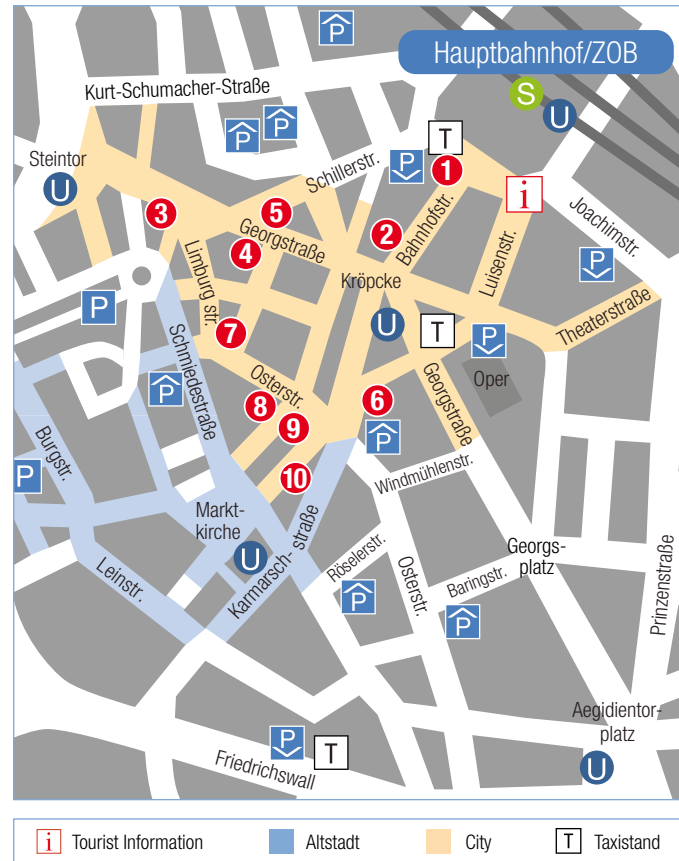 P
Hauptbahnhof/ZOB
Kurt-Schumacher-Straße
S
U
P
P
T
Steintor
U
Schillerstr.
P
1
i
3
5
2
Bahnhofstr.
Joachimstr.
4
Georgstraße
Limburg str.
Kröpcke
Luisenstr.
P
P
7
U
T
P
Theaterstraße
Schmiedestraße
P
Osterstr.
Georgstraße
Oper
8
6
9
P
Burgstr.
P
10
Windmühlenstr.
Markt-
kirche
U
Karmarsch- straße
Georgs-
platz
Leinstr.
Röselerstr.
Osterstr.
Baringstr.
Prinzenstraße
P
P
Aegidientor-
platz
U
P
T
Friedrichswall
i Tourist Information
Altstadt
City
T Taxistand